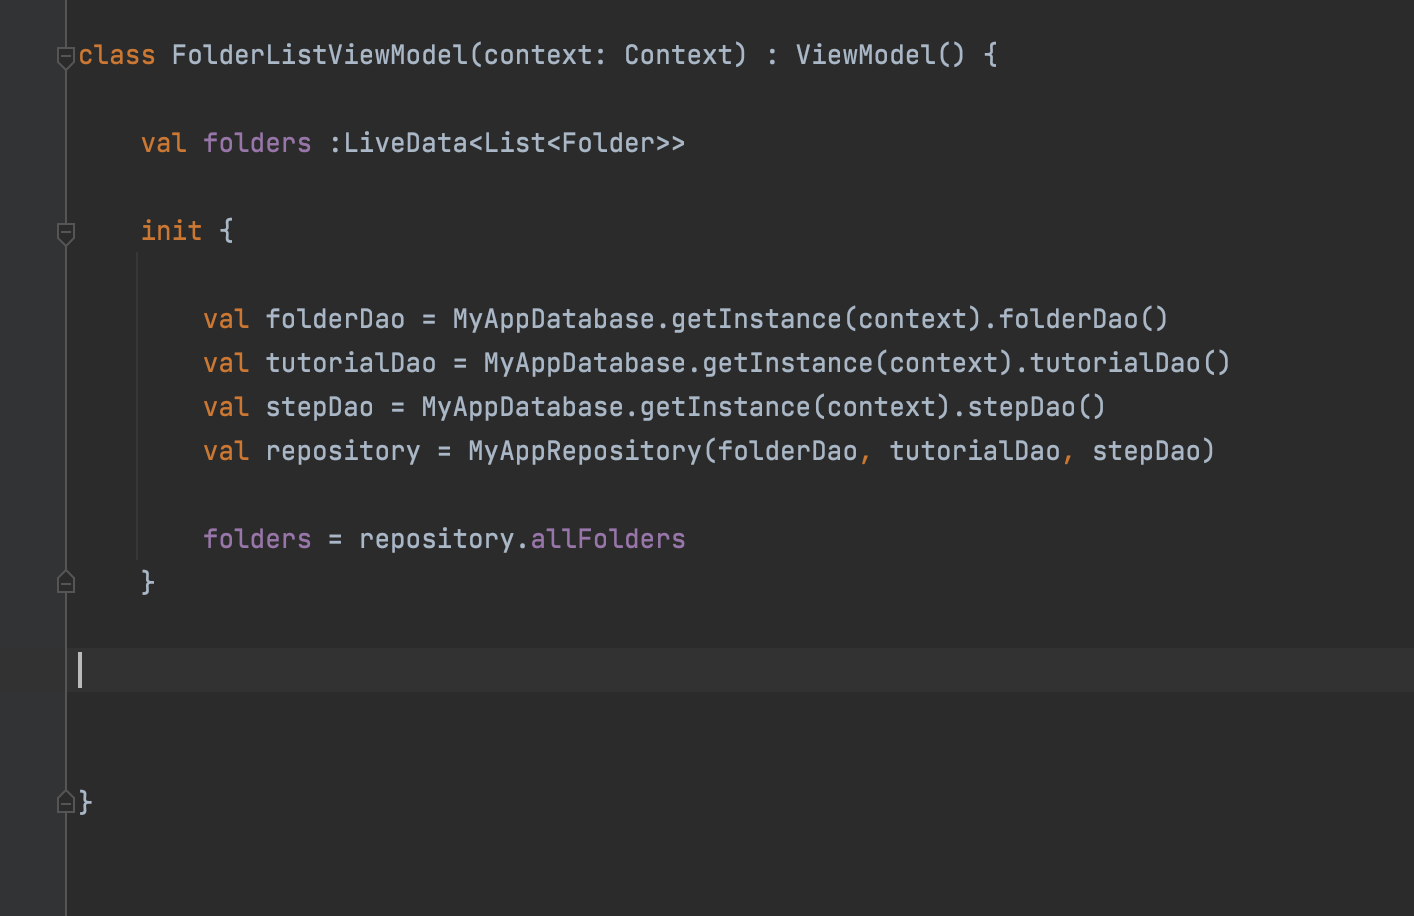 class FolderListViewModel(context: Context) : ViewModel() {
val folders :LiveData<List<Folder>>
init {
val folderDao = MyAppDatabase.getInstance(context).folderDao()
val tutorialDao = MyAppDatabase.getInstance(context).tutorialDao()
val stepDao = MyAppDatabase.getInstance(context).stepDao()
val repository = MyAppRepository(folderDao, tutorialDao, stepDao)
folders = repository.allFolders
}
}